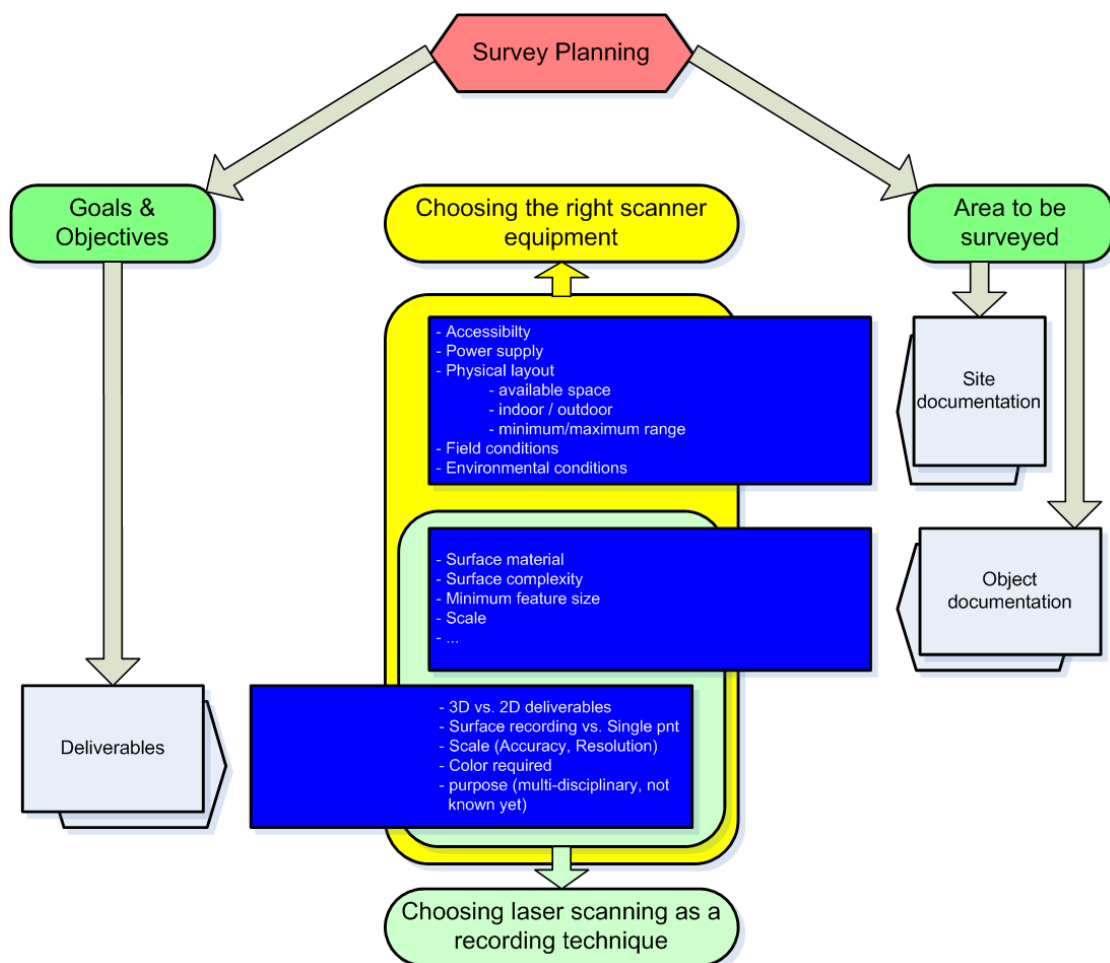 Survey Planning
Goals &
Objectives
Choosing the right scanner
equipment
Area to be
surveyed
- Accessibilty
- Power supply
- Physical layout
- available space
- indoor / outdoor
- minimum/maximum range
- Field conditions
- Environmental conditions
Site
documentation
- Surface material
- Surface complexity
- Minimum feature size
- Scale
- ...
Object
documentation
Deliverables
- 3D vs. 2D deliverables
- Surface recording vs. Single pnt
- Scale (Accuracy, Resolution)
- Color required
- purpose (multi-disciplinary, not
known yet)
Choosing laser scanning as a
recording technique